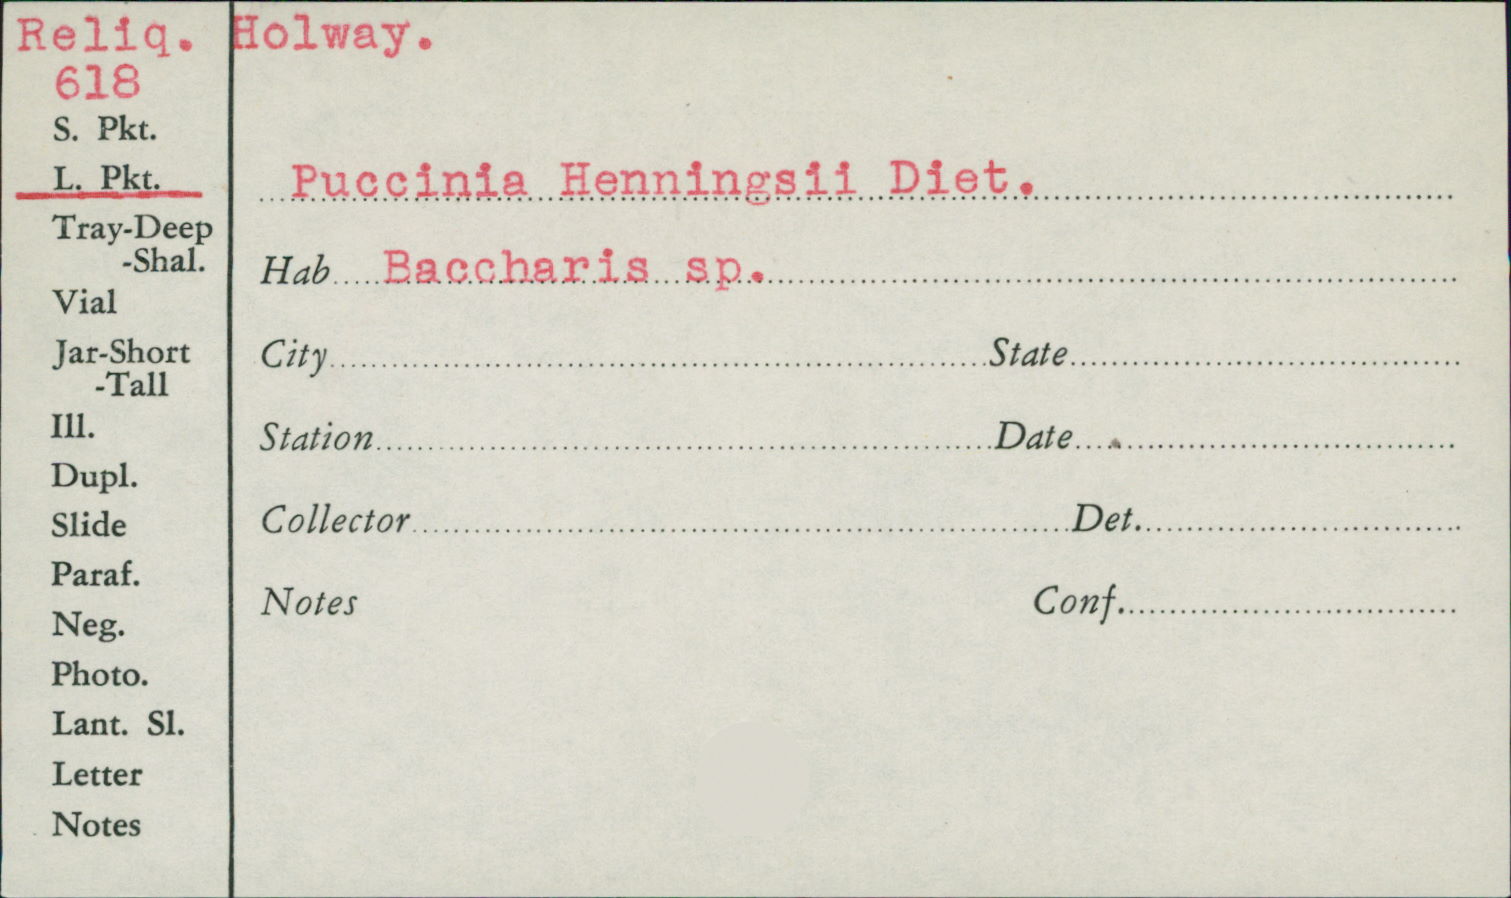 Reliq. Holway.
618
S. Pkt.
L. Pkt.
Tray-Deep
-Shal.
Vial
Jar-Short
-Tall
Ill.
Dupl.
Slide
Paraf.
Neg.
Photo.
Lant. Sl.
Letter
Notes
Puccinia Henningsii Diet.
Hab Baccharis sp.
City State
Station Date
Collector Det.
Notes Conf.